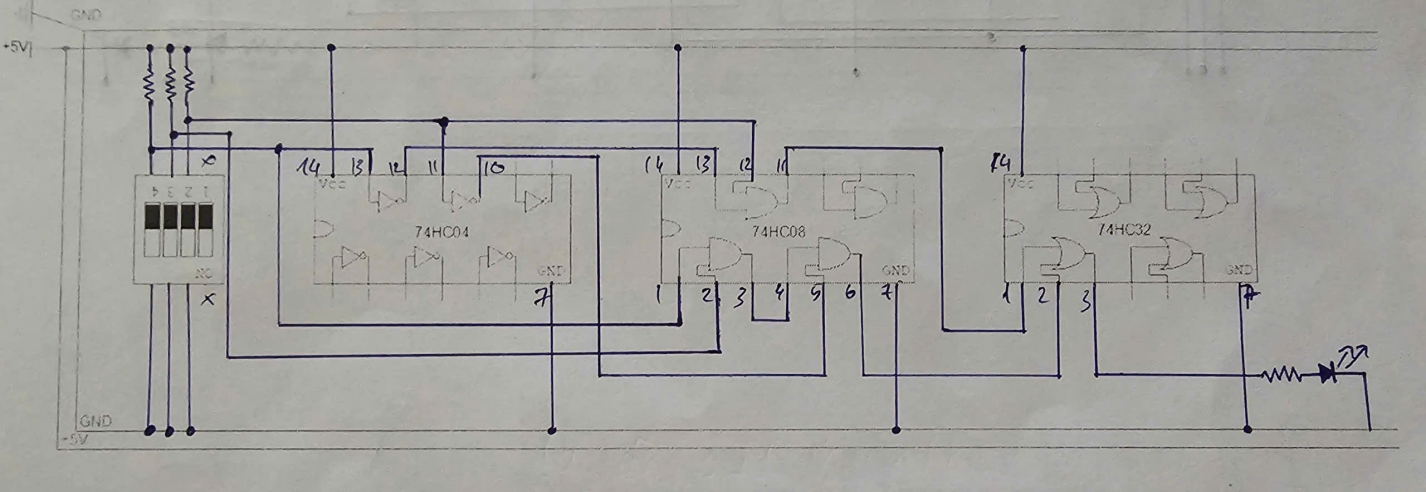 GND
+5V
14 13 12 11 10
14 13 12 11
14
VCC
VCC
VCC
4 3 2 1
74HC04
74HC08
74HC32
NO
GND
GND
GND
7
1 2 3 4 5 6 7
1 2 3 7
GND
+5V